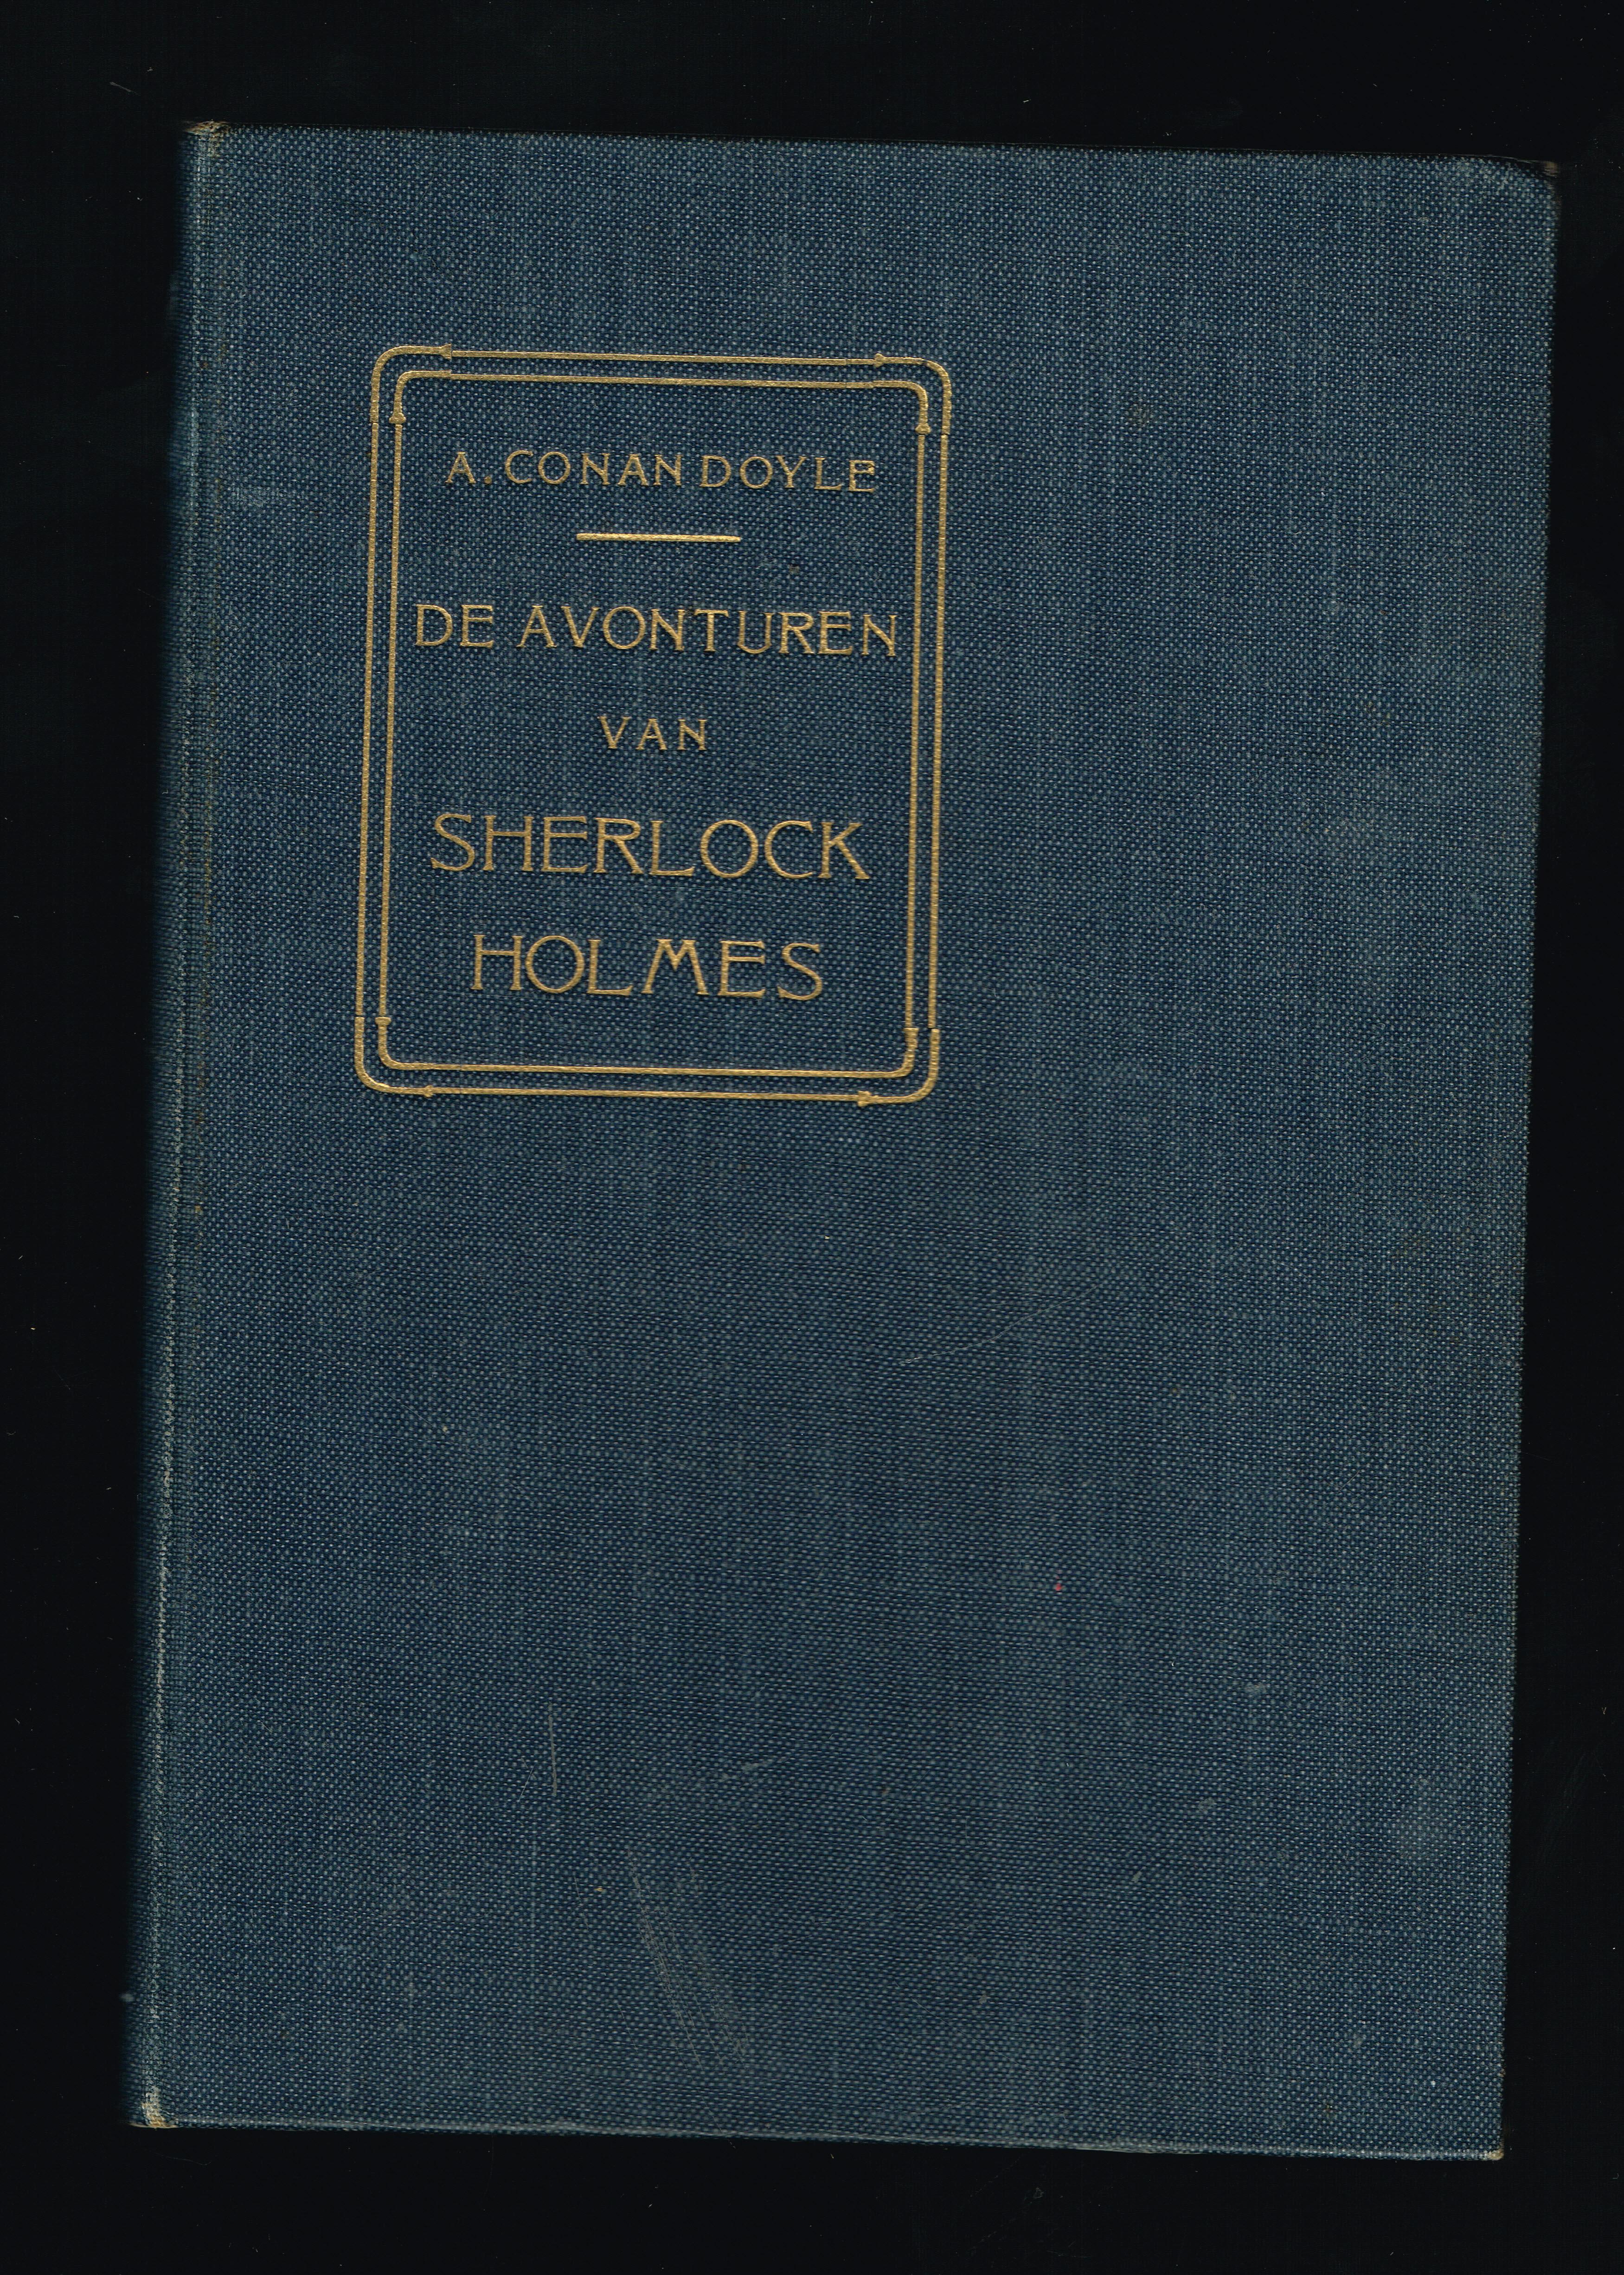 A. CONAN DOYLE
DE AVONTUREN
VAN
SHERLOCK
HOLMES